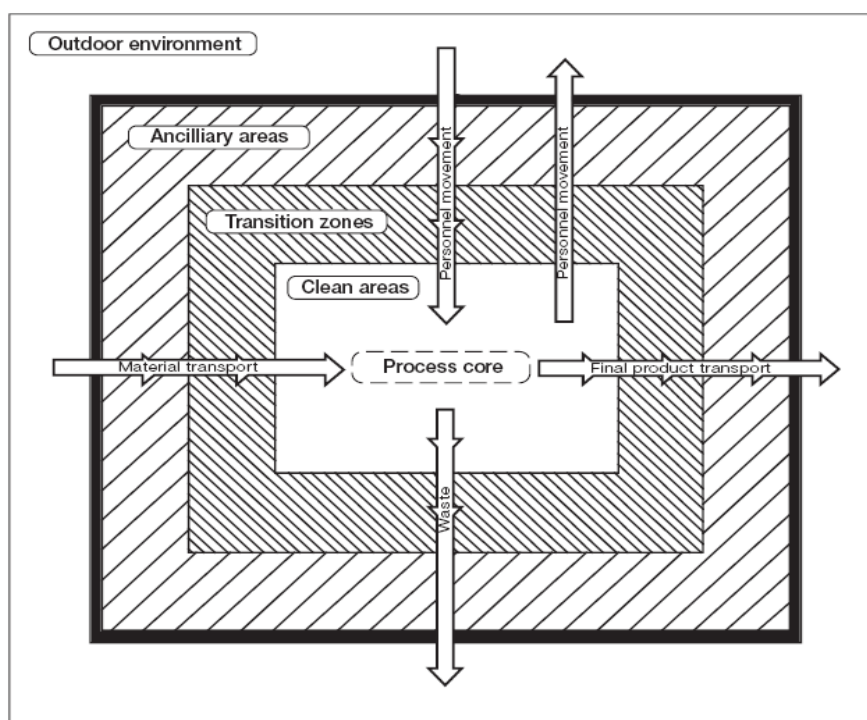 Outdoor environment
Ancilliary areas
Personnel movement
Personnel movement
Transition zones
Clean areas
Material transport
Process core
Final product transport
Waste